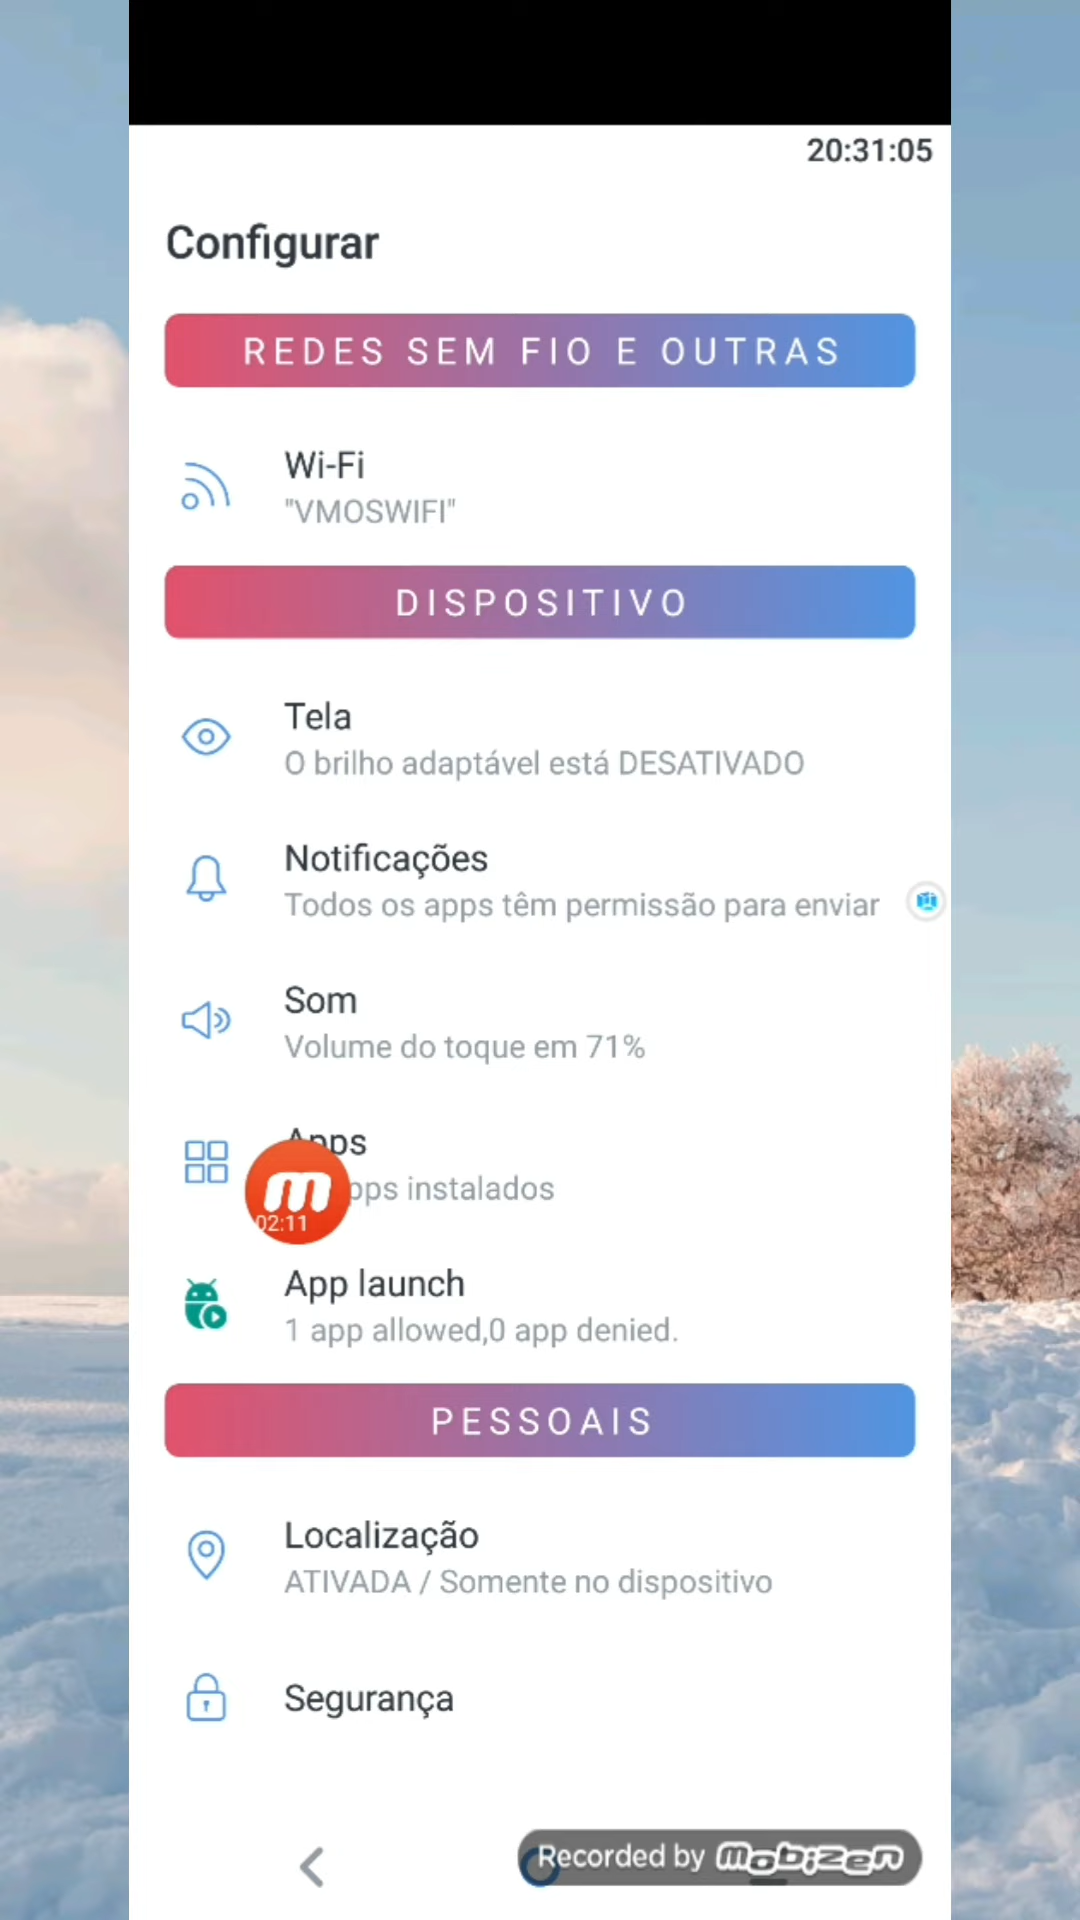 20:31:05
Configurar
REDES SEM FIO E OUTRAS
Wi-Fi
"VMOSWIFI"
DISPOSITIVO
Tela
O brilho adaptável está DESATIVADO
Notificações
Todos os apps têm permissão para enviar
Som
Volume do toque em 71%
Apps
instalados
m
02:11
App launch
1 app allowed,0 app denied.
PESSOAIS
Localização
ATIVADA / Somente no dispositivo
Segurança
Recorded by mobizen